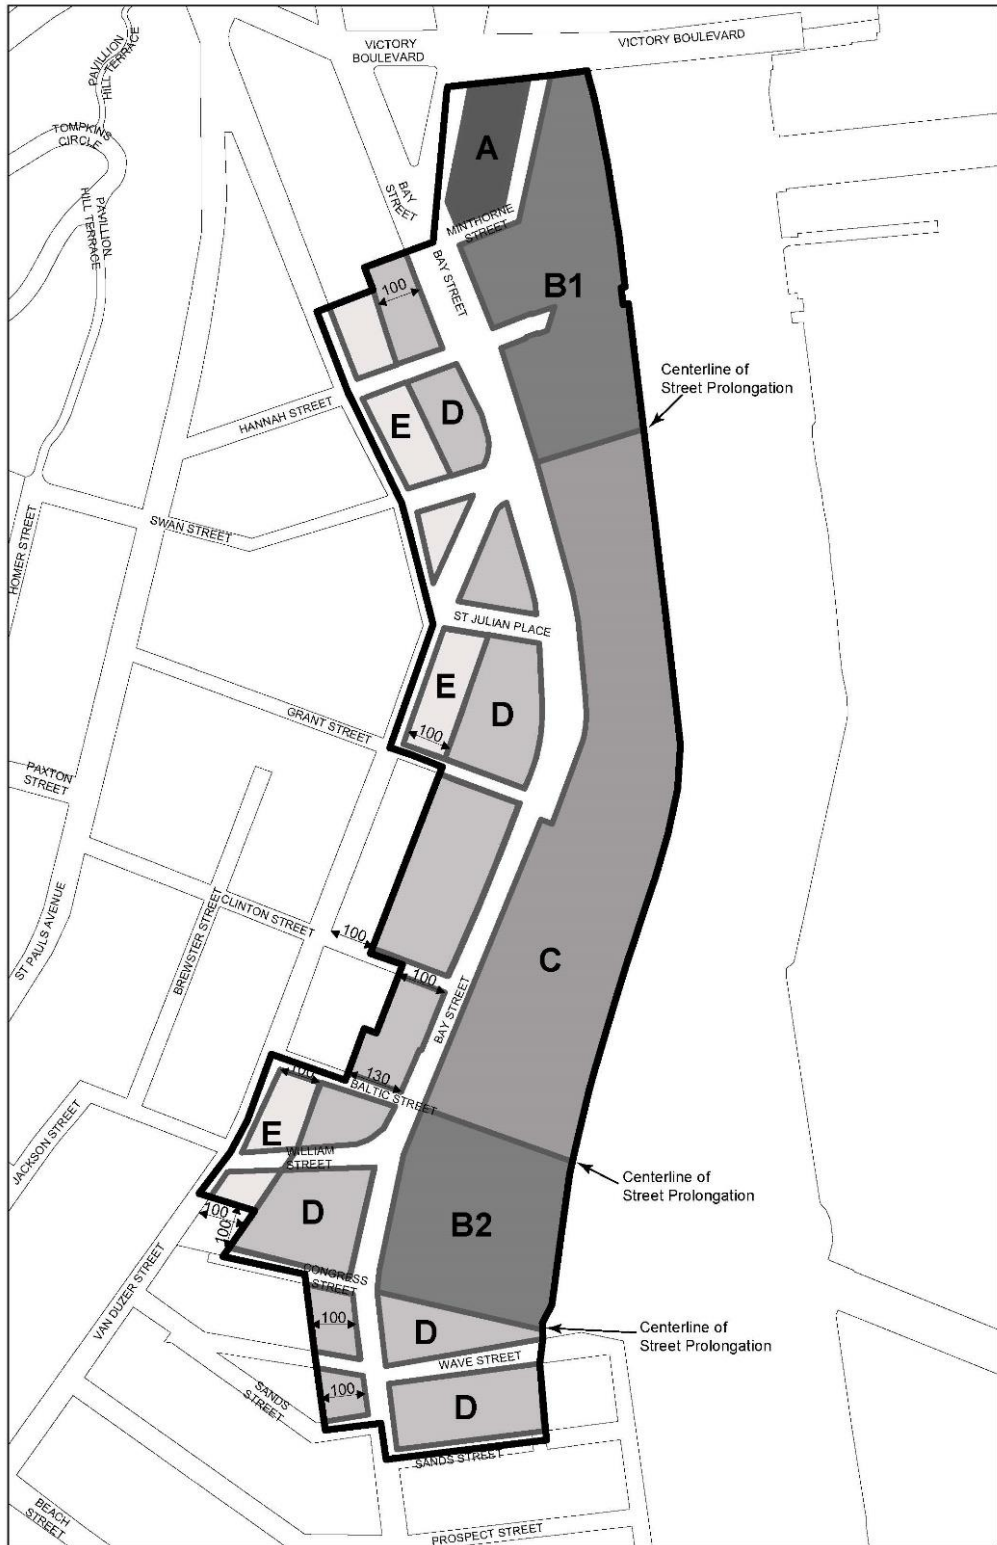 VICTORY
BOULEVARD
VICTORY BOULEVARD
PAVILLION
HILL TERRACE
TOMPKINS
CIRCLE
PAVILLION
HILL TERRACE
BAY
STREET
A
MINTHORNE
STREET
BAY STREET
B1
100
Centerline of
Street Prolongation
HANNAH STREET
E
D
HOMER STREET
SWAN STREET
ST JULIAN PLACE
E
D
100
GRANT STREET
PAXTON
STREET
ST PAULS AVENUE
BREWSTER STREET
CLINTON STREET
100
100
C
BAY STREET
130
BALTIC STREET
100
JACKSON STREET
E
WILLIAM
STREET
Centerline of
Street Prolongation
100
100
D
B2
VAN DUZER STREET
CONGRESS
STREET
100
D
Centerline of
Street Prolongation
WAVE STREET
SANDS
STREET
100
D
SANDS STREET
BEACH
STREET
PROSPECT STREET